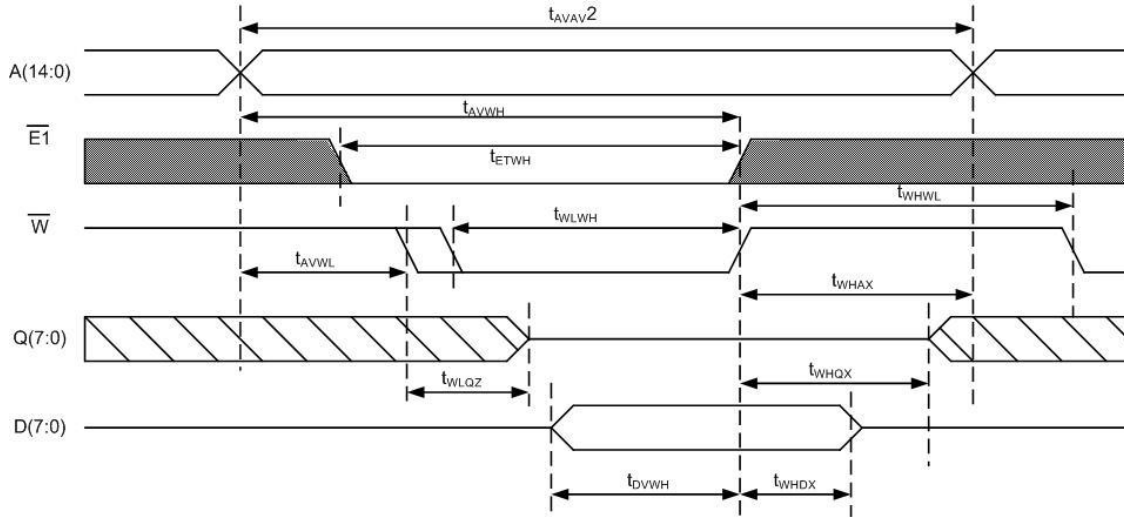 tAVAV2
A(14:0)
tAVWH
E1
tETWH
tWHWL
W
tWLWH
tAVWL
tWHAX
Q(7:0)
tWLQZ
tWHQX
D(7:0)
tDVWH
tWHDX